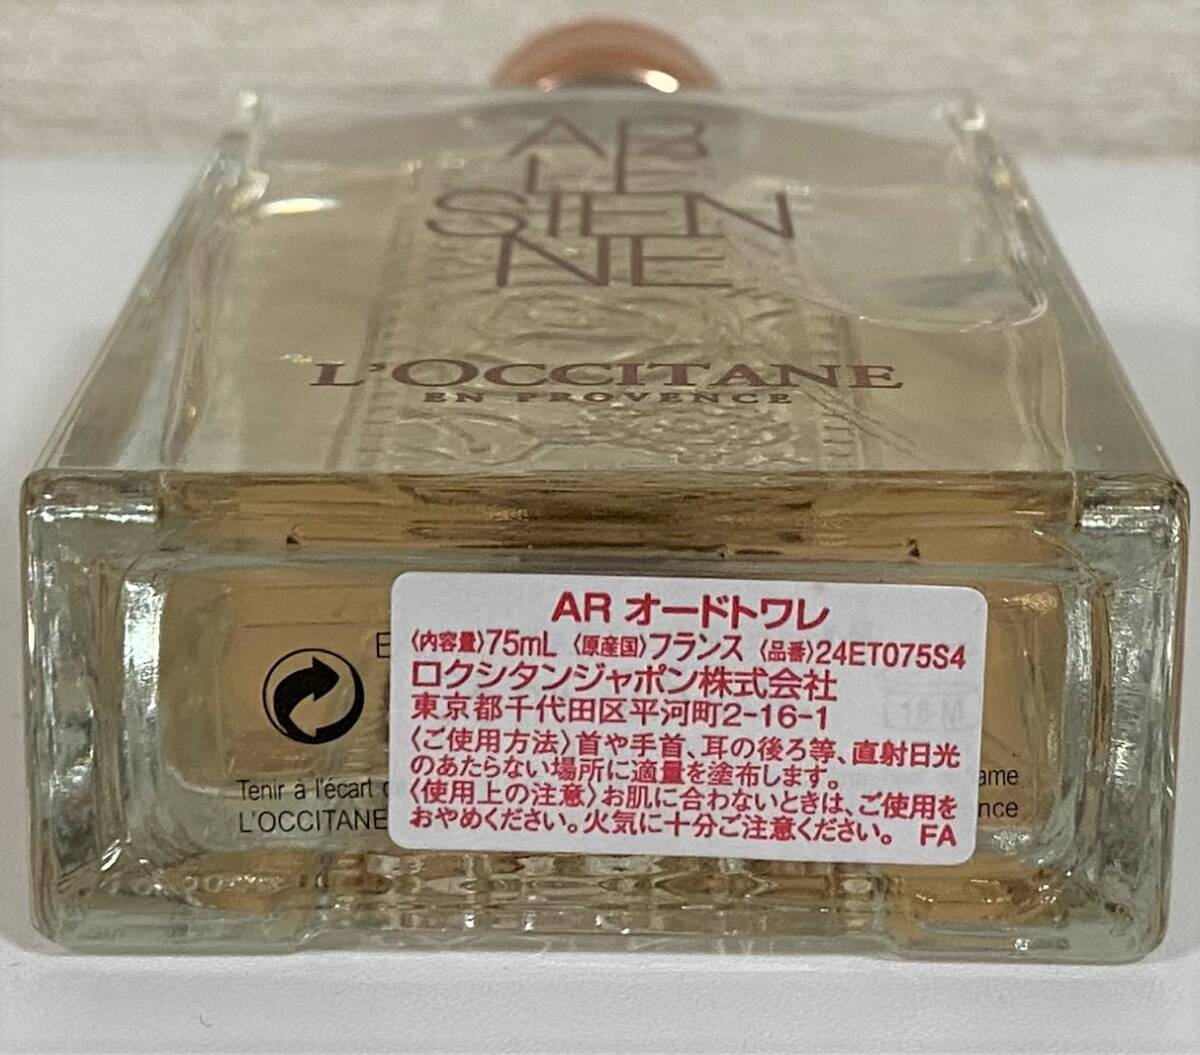 AR
LE
SIEN
NE
L'OCCITANE
EN PROVENCE
AR オードトワレ
〈内容量〉75mL 〈原産国〉フランス 〈品番〉24ET075S4
ロクシタンジャポン株式会社
東京都千代田区平河町2-16-1
〈ご使用方法〉首や手首、耳の後ろ等、直射日光
のあたらない場所に適量を塗布します。
〈使用上の注意〉お肌に合わないときは、ご使用を
おやめください。火気に十分ご注意ください。 FA
18 M
Tenir à l'écart
L'OCCITANE